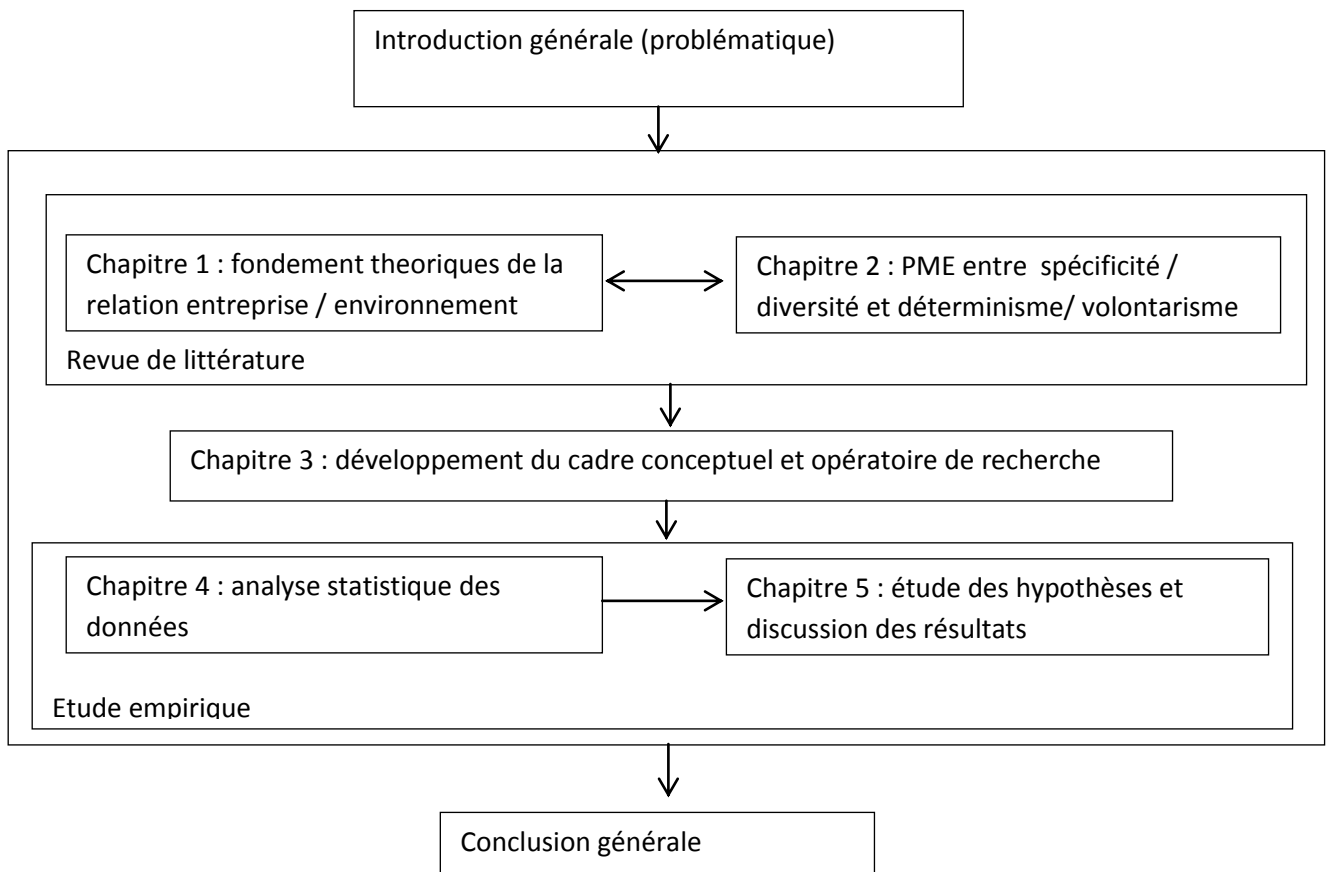 Introduction générale (problématique)
Chapitre 1 : fondement theoriques de la
relation entreprise / environnement
Chapitre 2 : PME entre spécificité /
diversité et déterminisme/ volontarisme
Revue de littérature
Chapitre 3 : développement du cadre conceptuel et opératoire de recherche
Chapitre 4 : analyse statistique des
données
Chapitre 5 : étude des hypothèses et
discussion des résultats
Etude empirique
Conclusion générale